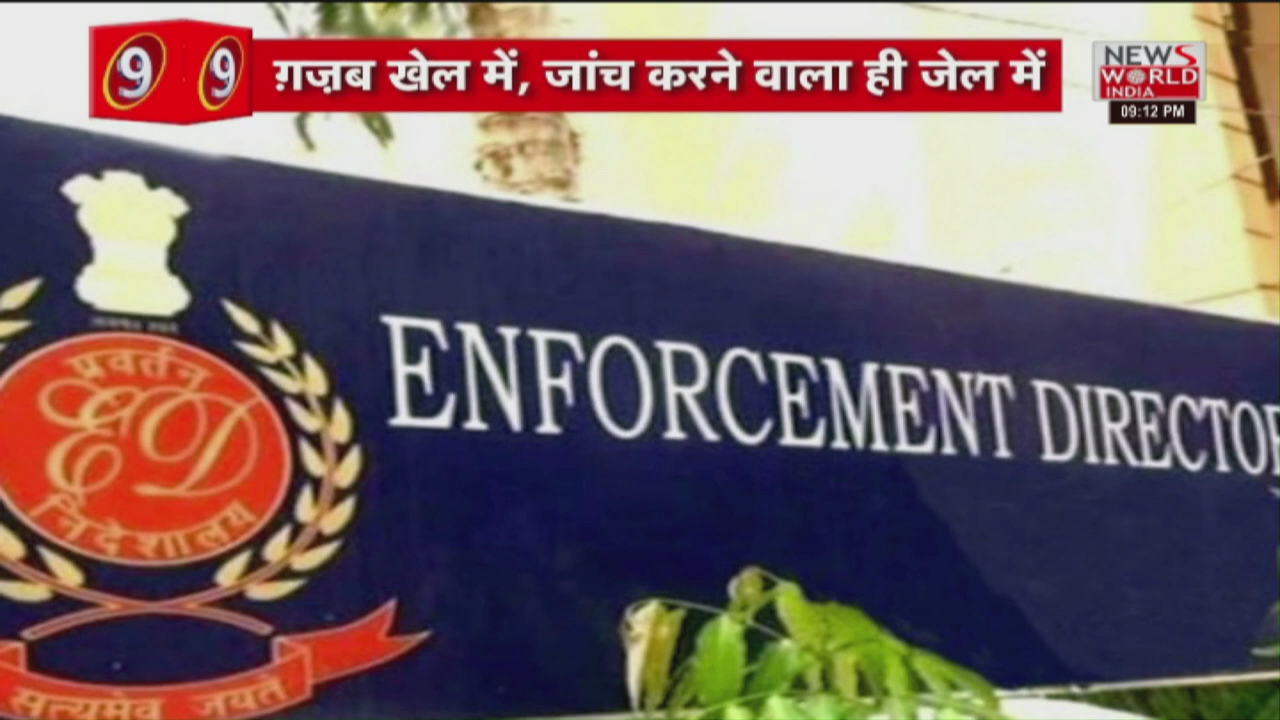 9 9
ग़ज़ब खेल में, जांच करने वाला ही जेल में
NEWS
WORLD
INDIA
09:12 PM
ENFORCEMENT DIRECTOR
प्रवर्तन
ED
निदेशालय
सत्यमेव जयते